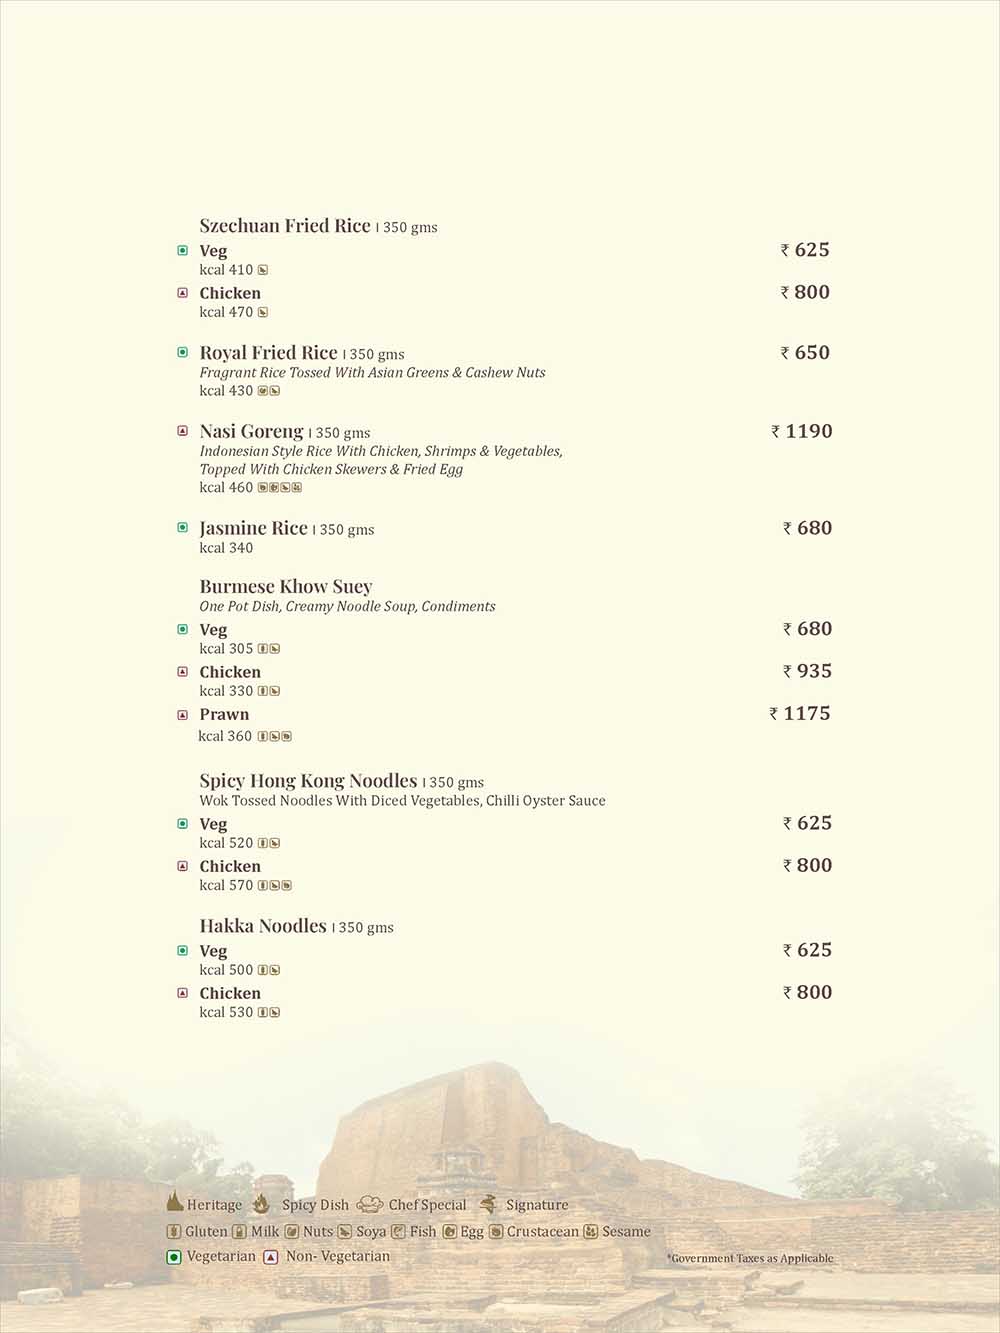 Szechuan Fried Rice | 350 gms
Veg ₹ 625
kcal 410
Chicken ₹ 800
kcal 470
Royal Fried Rice | 350 gms ₹ 650
Fragrant Rice Tossed With Asian Greens & Cashew Nuts
kcal 430
Nasi Goreng | 350 gms ₹ 1190
Indonesian Style Rice With Chicken, Shrimps & Vegetables,
Topped With Chicken Skewers & Fried Egg
kcal 460
Jasmine Rice | 350 gms ₹ 680
kcal 340
Burmese Khow Suey
One Pot Dish, Creamy Noodle Soup, Condiments
Veg ₹ 680
kcal 305
Chicken ₹ 935
kcal 330
Prawn ₹ 1175
kcal 360
Spicy Hong Kong Noodles | 350 gms
Wok Tossed Noodles With Diced Vegetables, Chilli Oyster Sauce
Veg ₹ 625
kcal 520
Chicken ₹ 800
kcal 570
Hakka Noodles | 350 gms
Veg ₹ 625
kcal 500
Chicken ₹ 800
kcal 530
Heritage Spicy Dish Chef Special Signature
Gluten Milk Nuts Soya Fish Egg Crustacean Sesame
Vegetarian Non- Vegetarian *Government Taxes as Applicable